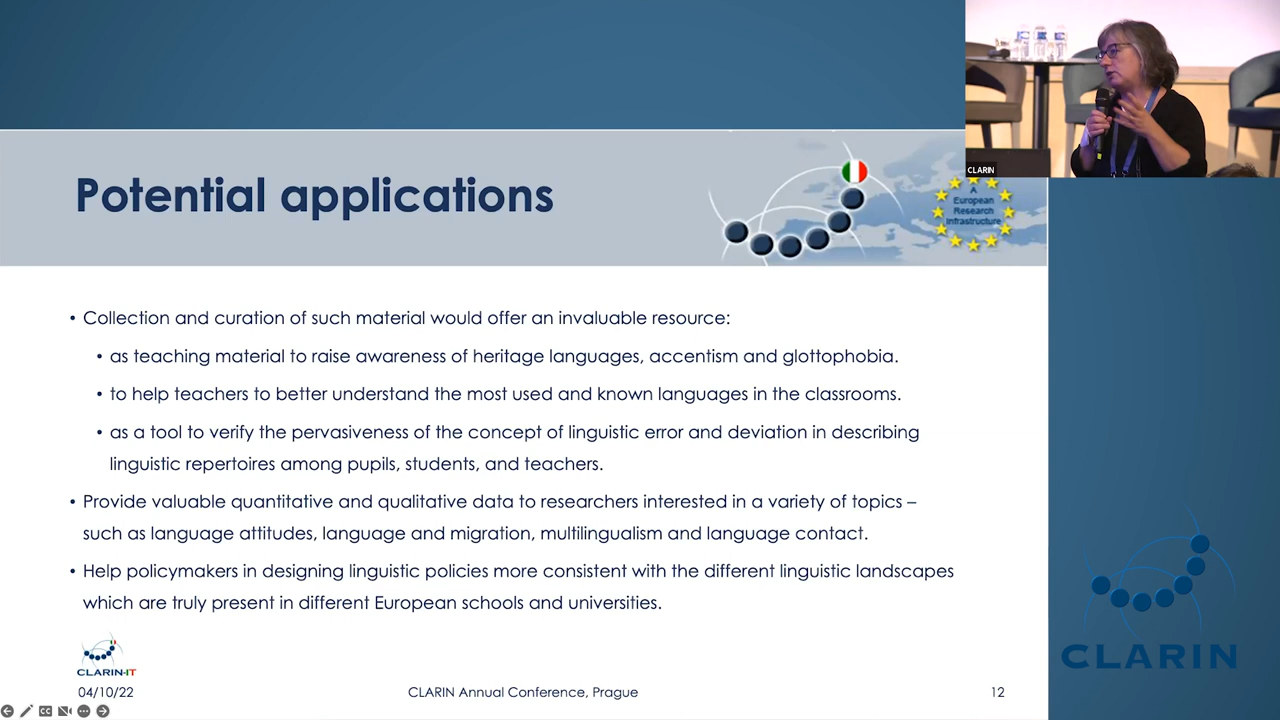 CLARIN
Potential applications
A
European
Research
Infrastructure
• Collection and curation of such material would offer an invaluable resource:
• as teaching material to raise awareness of heritage languages, accentism and glottophobia.
• to help teachers to better understand the most used and known languages in the classrooms.
• as a tool to verify the pervasiveness of the concept of linguistic error and deviation in describing
linguistic repertoires among pupils, students, and teachers.
• Provide valuable quantitative and qualitative data to researchers interested in a variety of topics –
such as language attitudes, language and migration, multilingualism and language contact.
• Help policymakers in designing linguistic policies more consistent with the different linguistic landscapes
which are truly present in different European schools and universities.
CLARIN-IT
CLARIN
04/10/22
CLARIN Annual Conference, Prague
12
CC